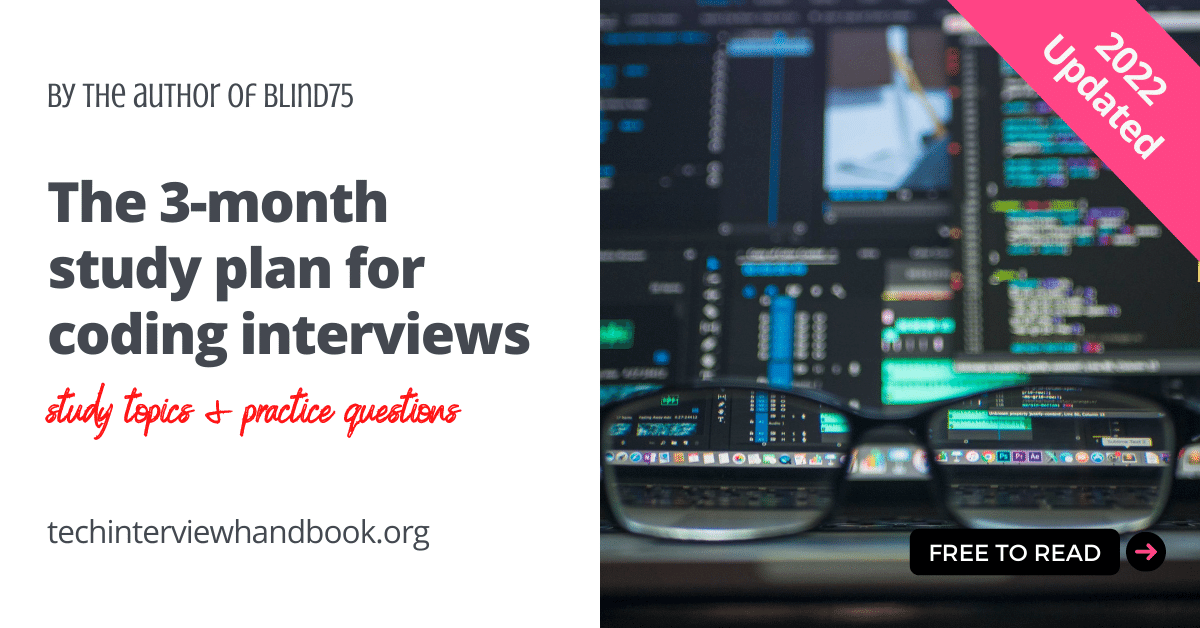 By the author of Blind75
The 3-month
study plan for
coding interviews
study topics + practice questions
techinterviewhandbook.org
2022
Updated
FREE TO READ